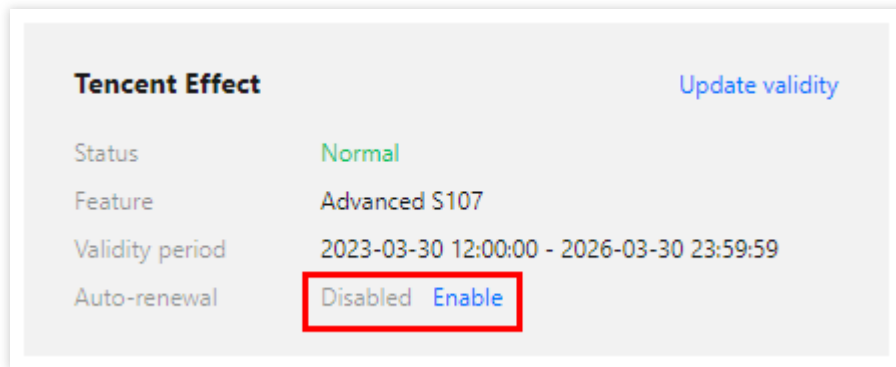 Tencent Effect Update validity
Status Normal
Feature Advanced S107
Validity period 2023-03-30 12:00:00 - 2026-03-30 23:59:59
Auto-renewal Disabled Enable